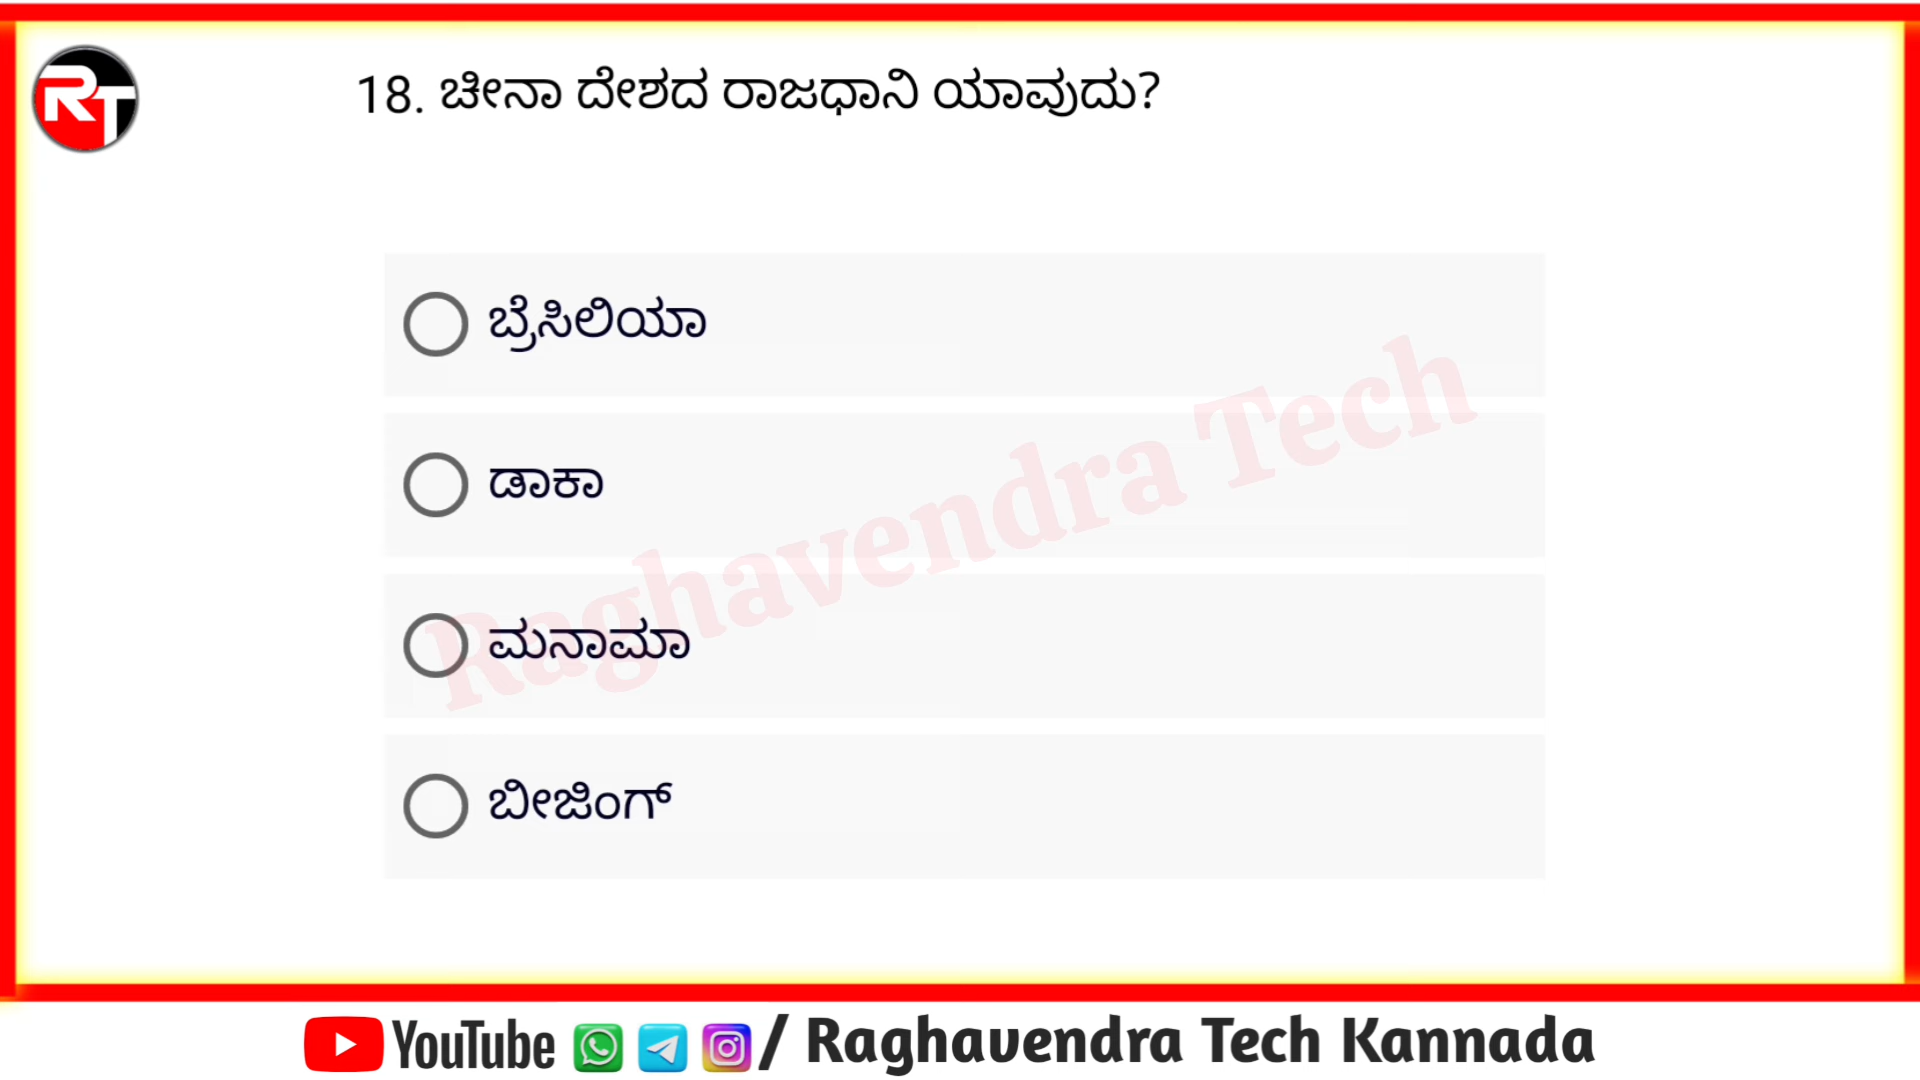 RT
18. ಚೀನಾ ದೇಶದ ರಾಜಧಾನಿ ಯಾವುದು?
ಬ್ರೆಸಿಲಿಯಾ
ಡಾಕಾ
ಮನಾಮಾ
ಬೀಜಿಂಗ್
Raghavendra Tech
YouTube / Raghavendra Tech Kannada